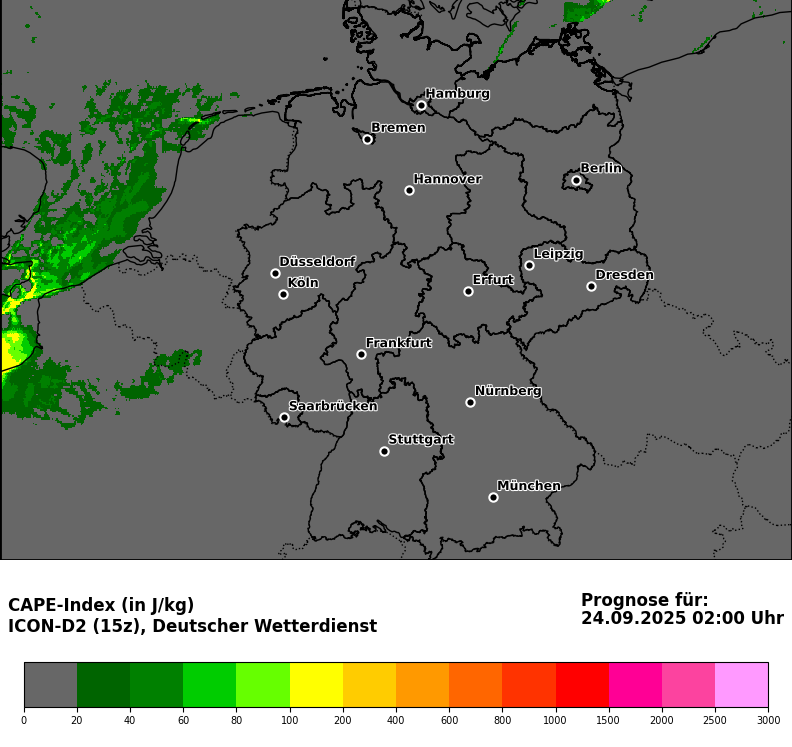 Hamburg
Bremen
Berlin
Hannover
Leipzig
Düsseldorf
Dresden
Köln
Erfurt
Frankfurt
Nürnberg
Saarbrücken
Stuttgart
München
CAPE-Index (in J/kg)
ICON-D2 (15z), Deutscher Wetterdienst
Prognose für:
24.09.2025 02:00 Uhr
0 20 40 60 80 100 200 400 600 800 1000 1500 2000 2500 3000